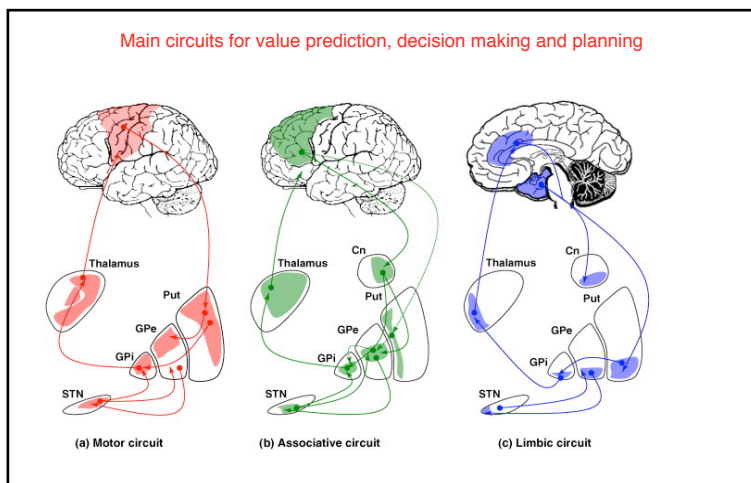 Main circuits for value prediction, decision making and planning
Thalamus
Put
GPe
GPi
STN
(a) Motor circuit
Cn
Thalamus
Put
GPe
GPi
STN
(b) Associative circuit
Cn
Thalamus
Put
GPe
GPi
STN
(c) Limbic circuit